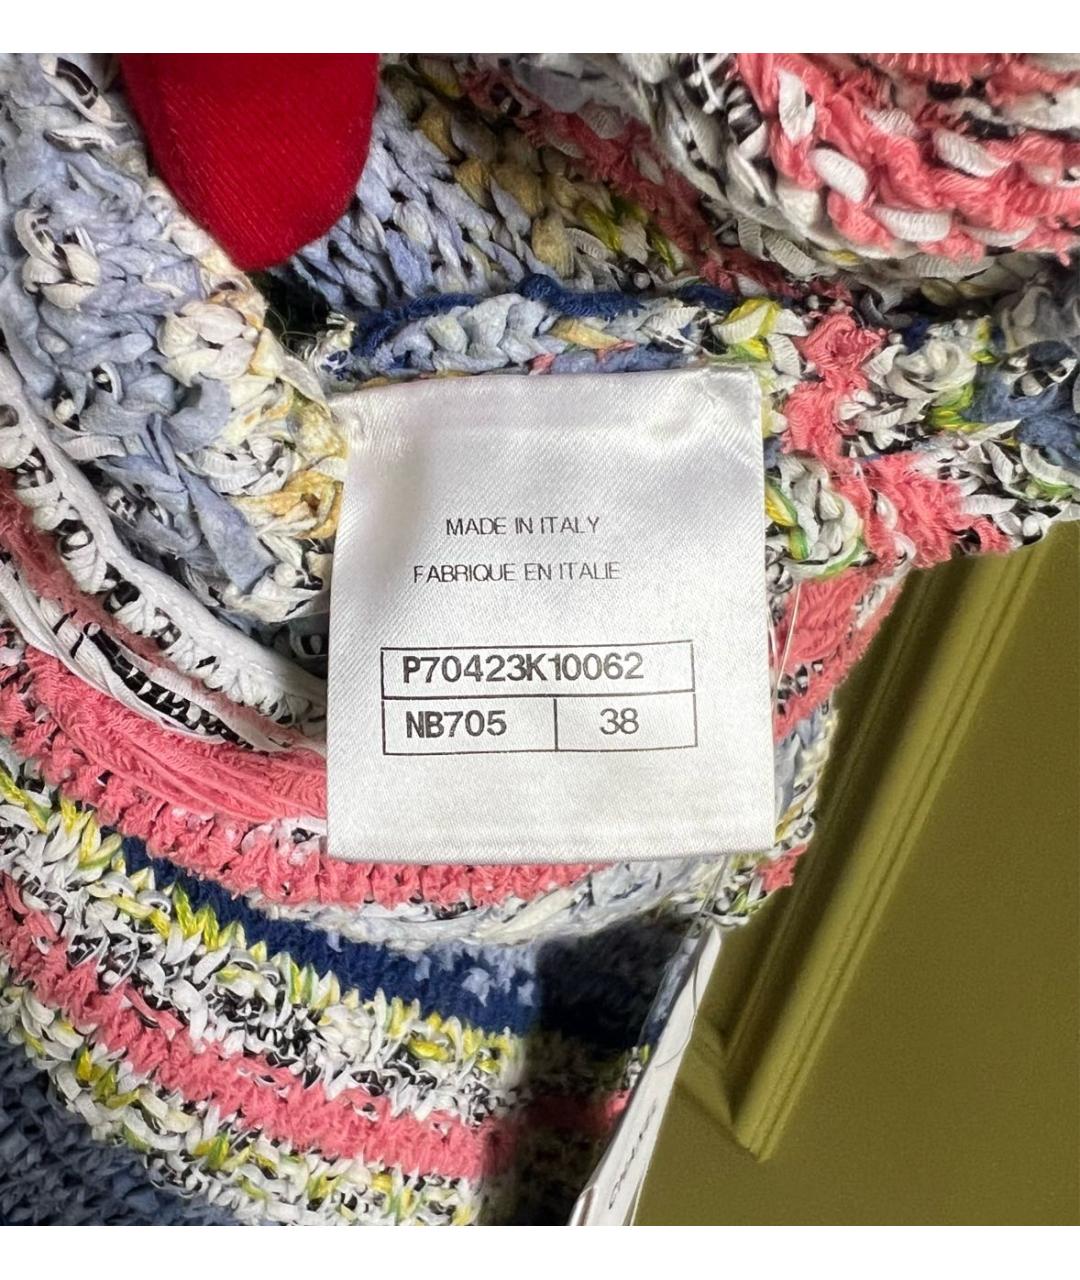 MADE IN ITALY
FABRIQUE EN ITALIE
P70423K10062
NB705 38